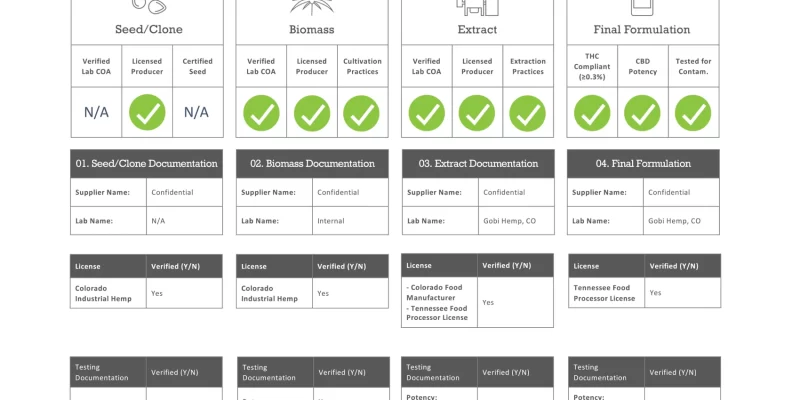 Seed/Clone
Biomass
Extract
Final Formulation
Verified Lab COA
Licensed Producer
Certified Seed
Verified Lab COA
Licensed Producer
Cultivation Practices
Verified Lab COA
Licensed Producer
Extraction Practices
THC Compliant (≥0.3%)
CBD Potency
Tested for Contam.
N/A
N/A
01. Seed/Clone Documentation
Supplier Name: Confidential
Lab Name: N/A
02. Biomass Documentation
Supplier Name: Confidential
Lab Name: Internal
03. Extract Documentation
Supplier Name: Confidential
Lab Name: Gobi Hemp, CO
04. Final Formulation
Supplier Name: Confidential
Lab Name: Gobi Hemp, CO
License Verified (Y/N)
Colorado Industrial Hemp Yes
License Verified (Y/N)
Colorado Industrial Hemp Yes
License Verified (Y/N)
- Colorado Food Manufacturer
- Tennessee Food Processor License
Yes
License Verified (Y/N)
Tennessee Food Processor License Yes
Testing Documentation Verified (Y/N)
Testing Documentation Verified (Y/N)
Testing Documentation Verified (Y/N)
Potency:
Testing Documentation Verified (Y/N)
Potency: